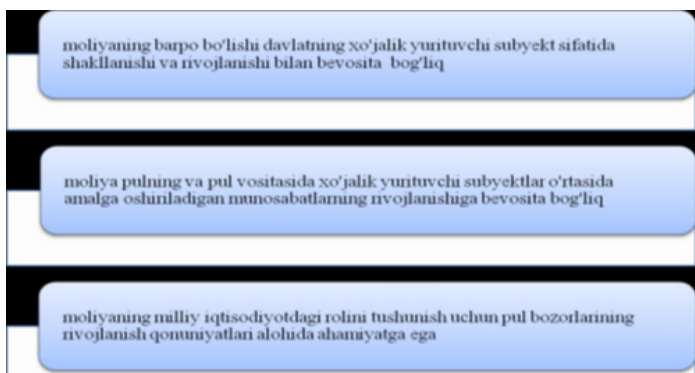 moliyaning barpo bo'lishi davlatning xo'jalik yurituvchi subyekt sifatida
shakllanishi va rivojlanishi bilan bevosita bog'liq
moliya pulning va pul vositasida xo'jalik yurituvchi subyektlar o'rtasida
amalga oshiriladigan munosabatlarning rivojlanishiga bevosita bog'liq
moliyaning milliy iqtisodiyotdagi rolini tushunish uchun pul bozorlarining
rivojlanish qonuniyatlari alohida ahamiyatga ega